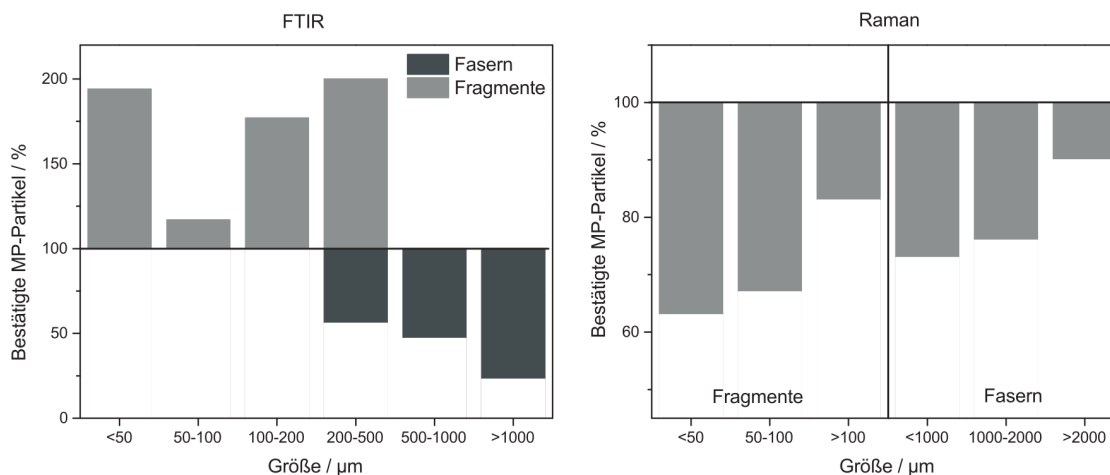 FTIR
Bestätigte MP-Partikel / %
200
150
100
50
0
Fasern
Fragmente
<50
50-100
100-200
200-500
500-1000
>1000
Größe / µm
Raman
Bestätigte MP-Partikel / %
100
80
60
Fragmente
Fasern
<50
50-100
>100
<1000
1000-2000
>2000
Größe / µm